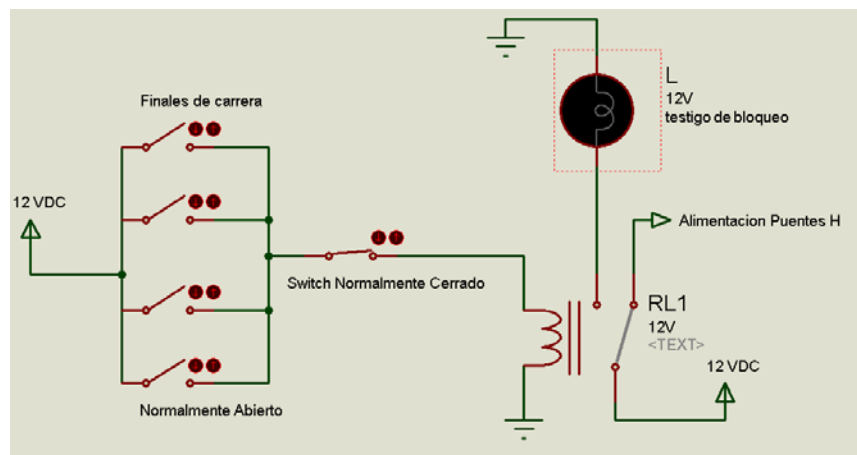 L
12V
testigo de bloqueo
Finales de carrera
12 VDC
Alimentacion Puentes H
Switch Normalmente Cerrado
RL1
12V
<TEXT>
12 VDC
Normalmente Abierto